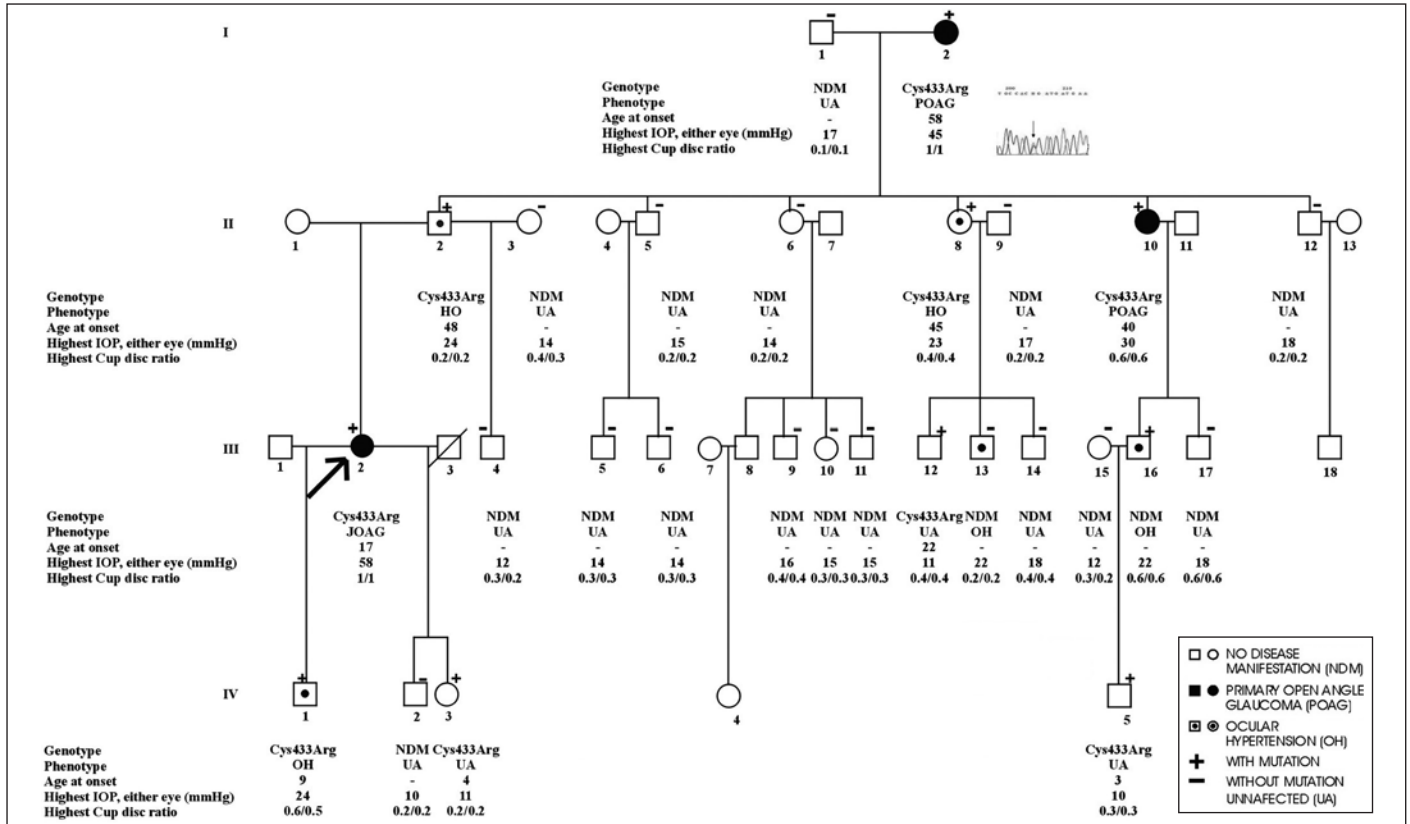 I
1 2
Genotype NDM Cys433Arg
Phenotype UA POAG
Age at onset - 58
Highest IOP, either eye (mmHg) 17 45
Highest Cup disc ratio 0.1/0.1 1/1
II
1 2 3 4 5 6 7 8 9 10 11 12 13
Genotype Cys433Arg NDM NDM NDM Cys433Arg NDM Cys433Arg NDM
Phenotype HO UA UA UA HO UA POAG UA
Age at onset 48 - - - 45 - 40 -
Highest IOP, either eye (mmHg) 24 14 15 14 23 17 30 18
Highest Cup disc ratio 0.2/0.2 0.4/0.3 0.2/0.2 0.2/0.2 0.4/0.4 0.2/0.2 0.6/0.6 0.2/0.2
III
1 2 3 4 5 6 7 8 9 10 11 12 13 14 15 16 17 18
Genotype Cys433Arg NDM NDM NDM NDM NDM NDM Cys433Arg NDM NDM NDM NDM NDM
Phenotype JOAG UA UA UA UA UA UA UA OH UA UA OH UA
Age at onset 17 - - - - - - 22 - - - - -
Highest IOP, either eye (mmHg) 58 12 14 14 16 15 15 11 22 18 12 22 18
Highest Cup disc ratio 1/1 0.3/0.2 0.3/0.3 0.3/0.3 0.4/0.4 0.3/0.3 0.3/0.3 0.4/0.4 0.2/0.2 0.4/0.4 0.3/0.2 0.6/0.6 0.6/0.6
IV
1 2 3 4 5
Genotype Cys433Arg NDM Cys433Arg Cys433Arg
Phenotype OH UA UA UA
Age at onset 9 - 4 3
Highest IOP, either eye (mmHg) 24 10 11 10
Highest Cup disc ratio 0.6/0.5 0.2/0.2 0.2/0.2 0.3/0.3
NO DISEASE
MANIFESTATION (NDM)
PRIMARY OPEN ANGLE
GLAUCOMA (POAG)
OCULAR
HYPERTENSION (OH)
+ WITH MUTATION
- WITHOUT MUTATION
UNNAFECTED (UA)